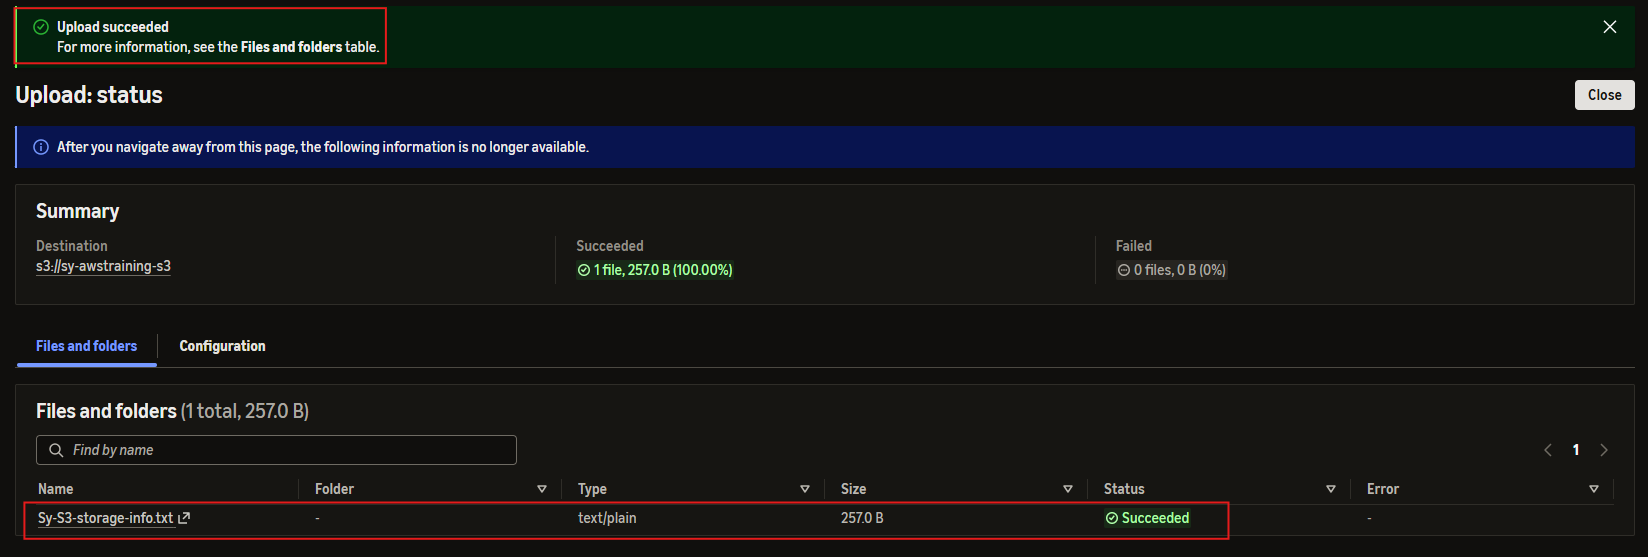 Upload succeeded
For more information, see the Files and folders table.
Upload: status
Close
After you navigate away from this page, the following information is no longer available.
Summary
Destination
s3://sy-awstraining-s3
Succeeded
1 file, 257.0 B (100.00%)
Failed
0 files, 0 B (0%)
Files and folders
Configuration
Files and folders (1 total, 257.0 B)
Find by name
1
Name Folder Type Size Status Error
Sy-S3-storage-info.txt - text/plain 257.0 B Succeeded -